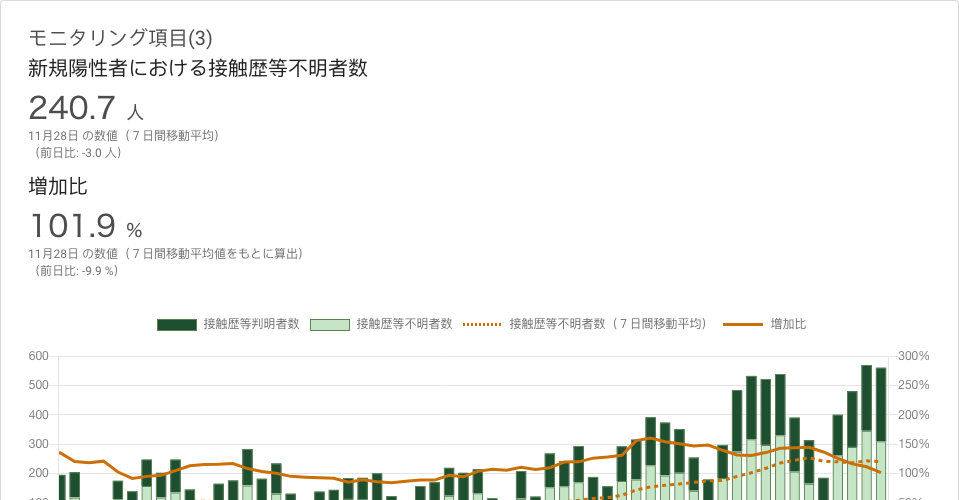 モニタリング項目(3)
新規陽性者における接触歴等不明者数
240.7 人
11月28日 の数値（７日間移動平均）
（前日比: -3.0 人）
増加比
101.9 %
11月28日 の数値（７日間移動平均値をもとに算出）
（前日比: -9.9 %）
接触歴等判明者数 接触歴等不明者数 接触歴等不明者数（７日間移動平均） 増加比
600 300%
500 250%
400 200%
300 150%
200 100%
100 50%